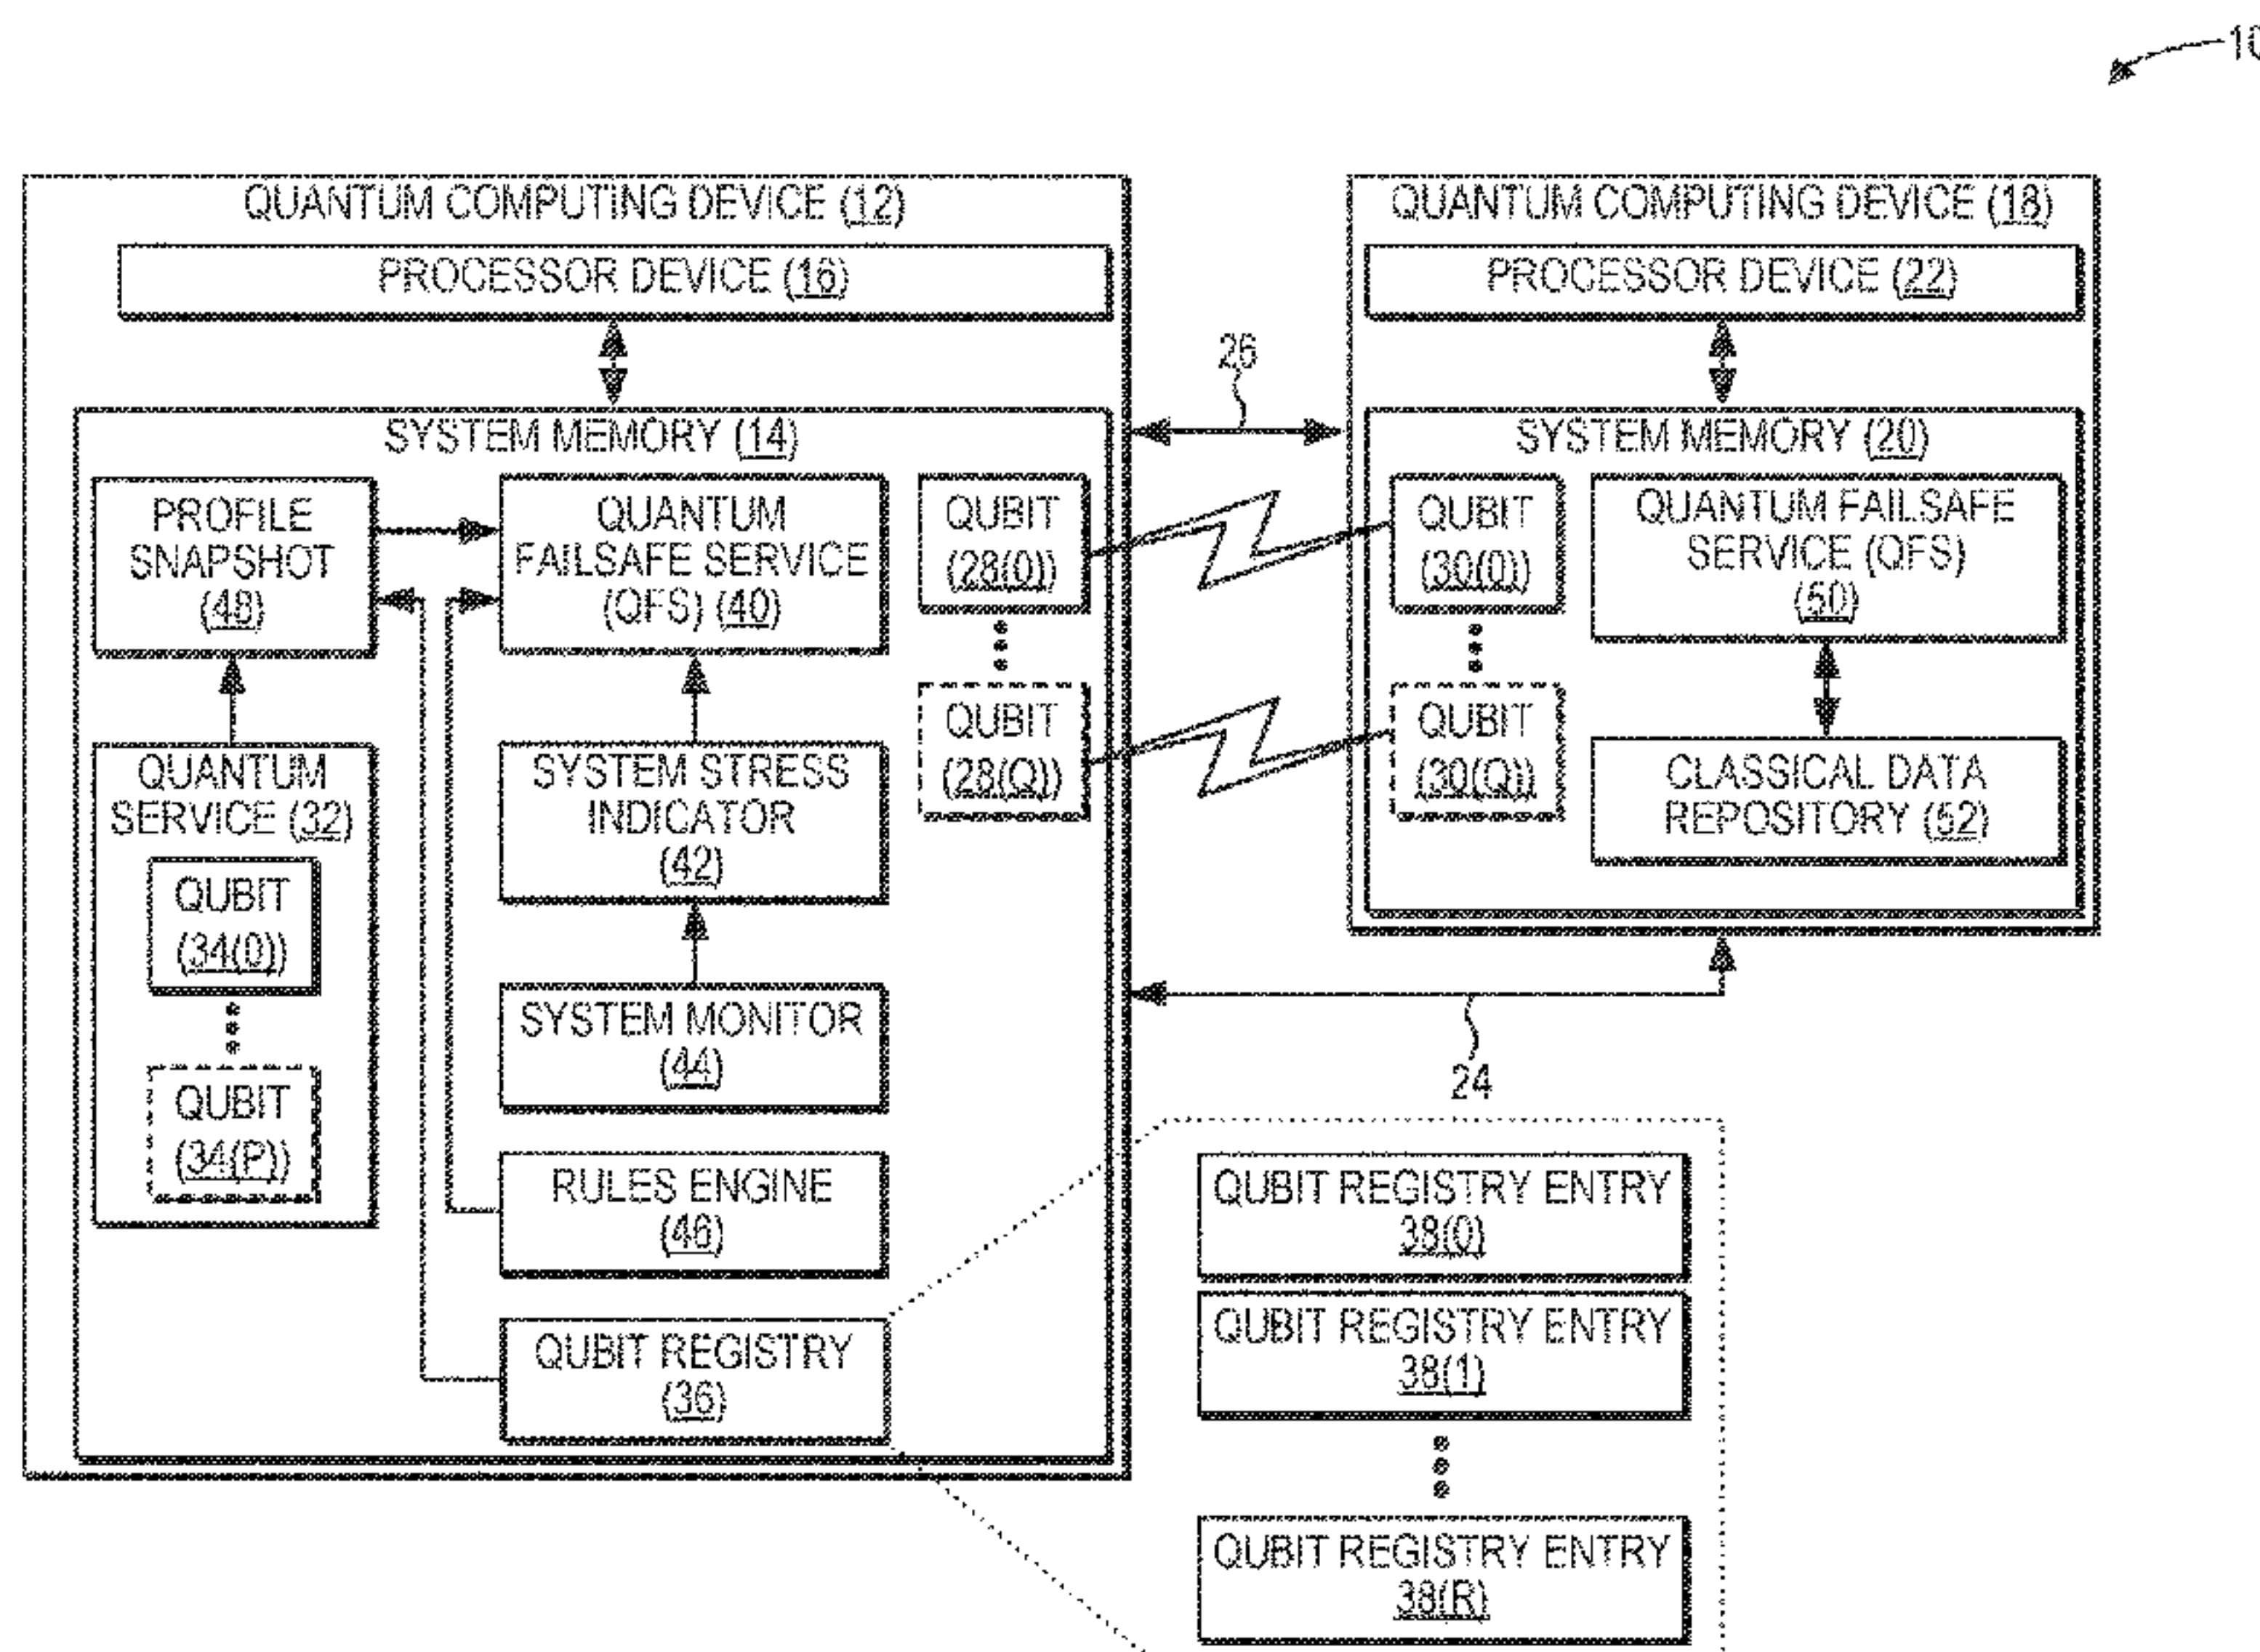 10
QUANTUM COMPUTING DEVICE (12)
PROCESSOR DEVICE (16)
SYSTEM MEMORY (14)
PROFILE
SNAPSHOT
(48)
QUANTUM
FAILSAFE SERVICE
(QFS) (40)
QUBIT
(28(0))
QUBIT
(28(Q))
QUANTUM
SERVICE (32)
QUBIT
(34(0))
QUBIT
(34(P))
SYSTEM STRESS
INDICATOR
(42)
SYSTEM MONITOR
(44)
RULES ENGINE
(46)
QUBIT REGISTRY
(36)
26
QUANTUM COMPUTING DEVICE (18)
PROCESSOR DEVICE (22)
SYSTEM MEMORY (20)
QUBIT
(30(0))
QUBIT
(30(Q))
QUANTUM FAILSAFE
SERVICE (QFS)
(50)
CLASSICAL DATA
REPOSITORY (52)
24
QUBIT REGISTRY ENTRY
38(0)
QUBIT REGISTRY ENTRY
38(1)
QUBIT REGISTRY ENTRY
38(R)